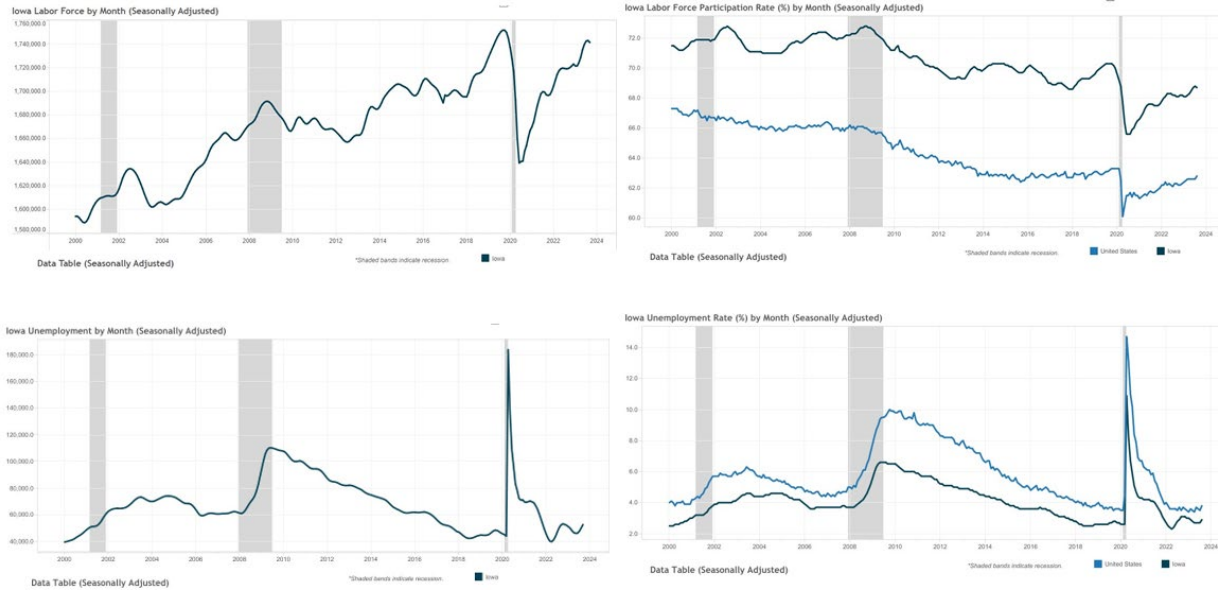 Iowa Labor Force by Month (Seasonally Adjusted)
1,760,000.0
1,740,000.0
1,720,000.0
1,700,000.0
1,680,000.0
1,660,000.0
1,640,000.0
1,620,000.0
1,600,000.0
1,580,000.0
2000 2002 2004 2006 2008 2010 2012 2014 2016 2018 2020 2022 2024
Data Table (Seasonally Adjusted) *Shaded bands indicate recession. Iowa
Iowa Labor Force Participation Rate (%) by Month (Seasonally Adjusted)
72.0
70.0
68.0
66.0
64.0
62.0
60.0
2000 2002 2004 2006 2008 2010 2012 2014 2016 2018 2020 2022 2024
*Shaded bands indicate recession. United States Iowa
Data Table (Seasonally Adjusted)
Iowa Unemployment by Month (Seasonally Adjusted)
180,000.0
160,000.0
140,000.0
120,000.0
100,000.0
80,000.0
60,000.0
40,000.0
2000 2002 2004 2006 2008 2010 2012 2014 2016 2018 2020 2022 2024
Data Table (Seasonally Adjusted) *Shaded bands indicate recession. Iowa
Iowa Unemployment Rate (%) by Month (Seasonally Adjusted)
14.0
12.0
10.0
8.0
6.0
4.0
2.0
2000 2002 2004 2006 2008 2010 2012 2014 2016 2018 2020 2022 2024
*Shaded bands indicate recession. United States Iowa
Data Table (Seasonally Adjusted)